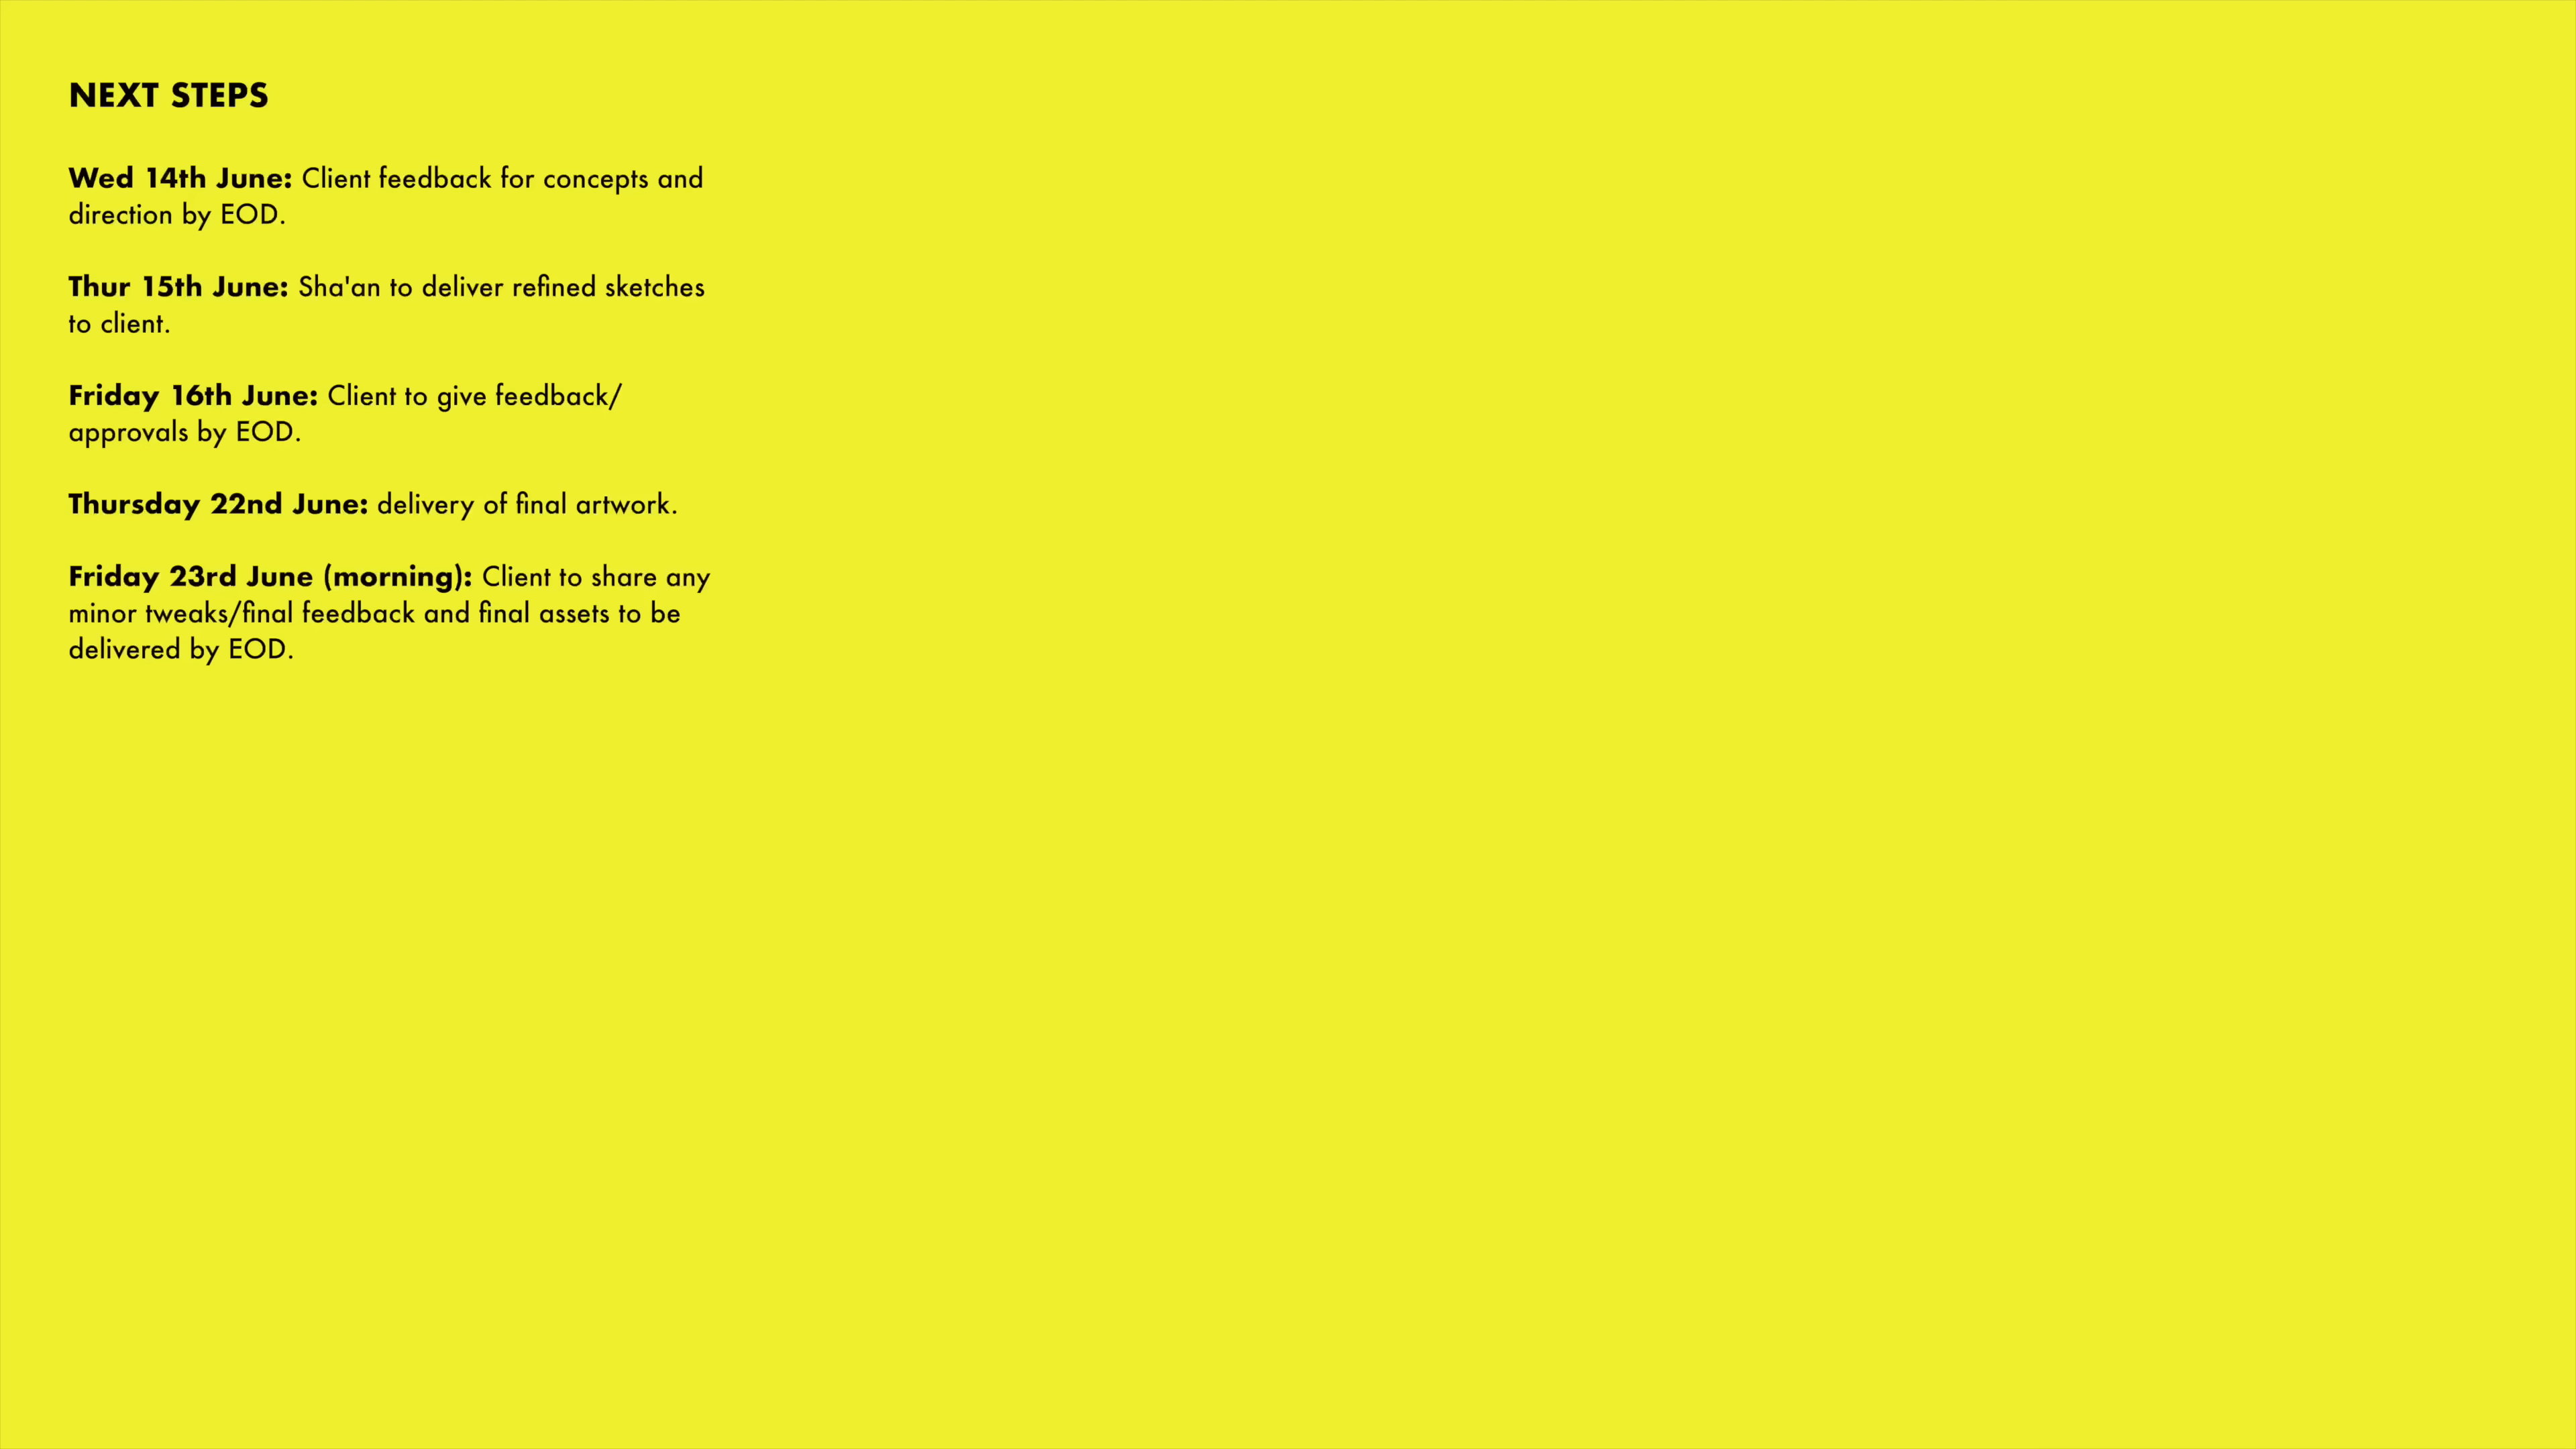 NEXT STEPS
Wed 14th June: Client feedback for concepts and
direction by EOD.
Thur 15th June: Sha'an to deliver refined sketches
to client.
Friday 16th June: Client to give feedback/
approvals by EOD.
Thursday 22nd June: delivery of final artwork.
Friday 23rd June (morning): Client to share any
minor tweaks/final feedback and final assets to be
delivered by EOD.